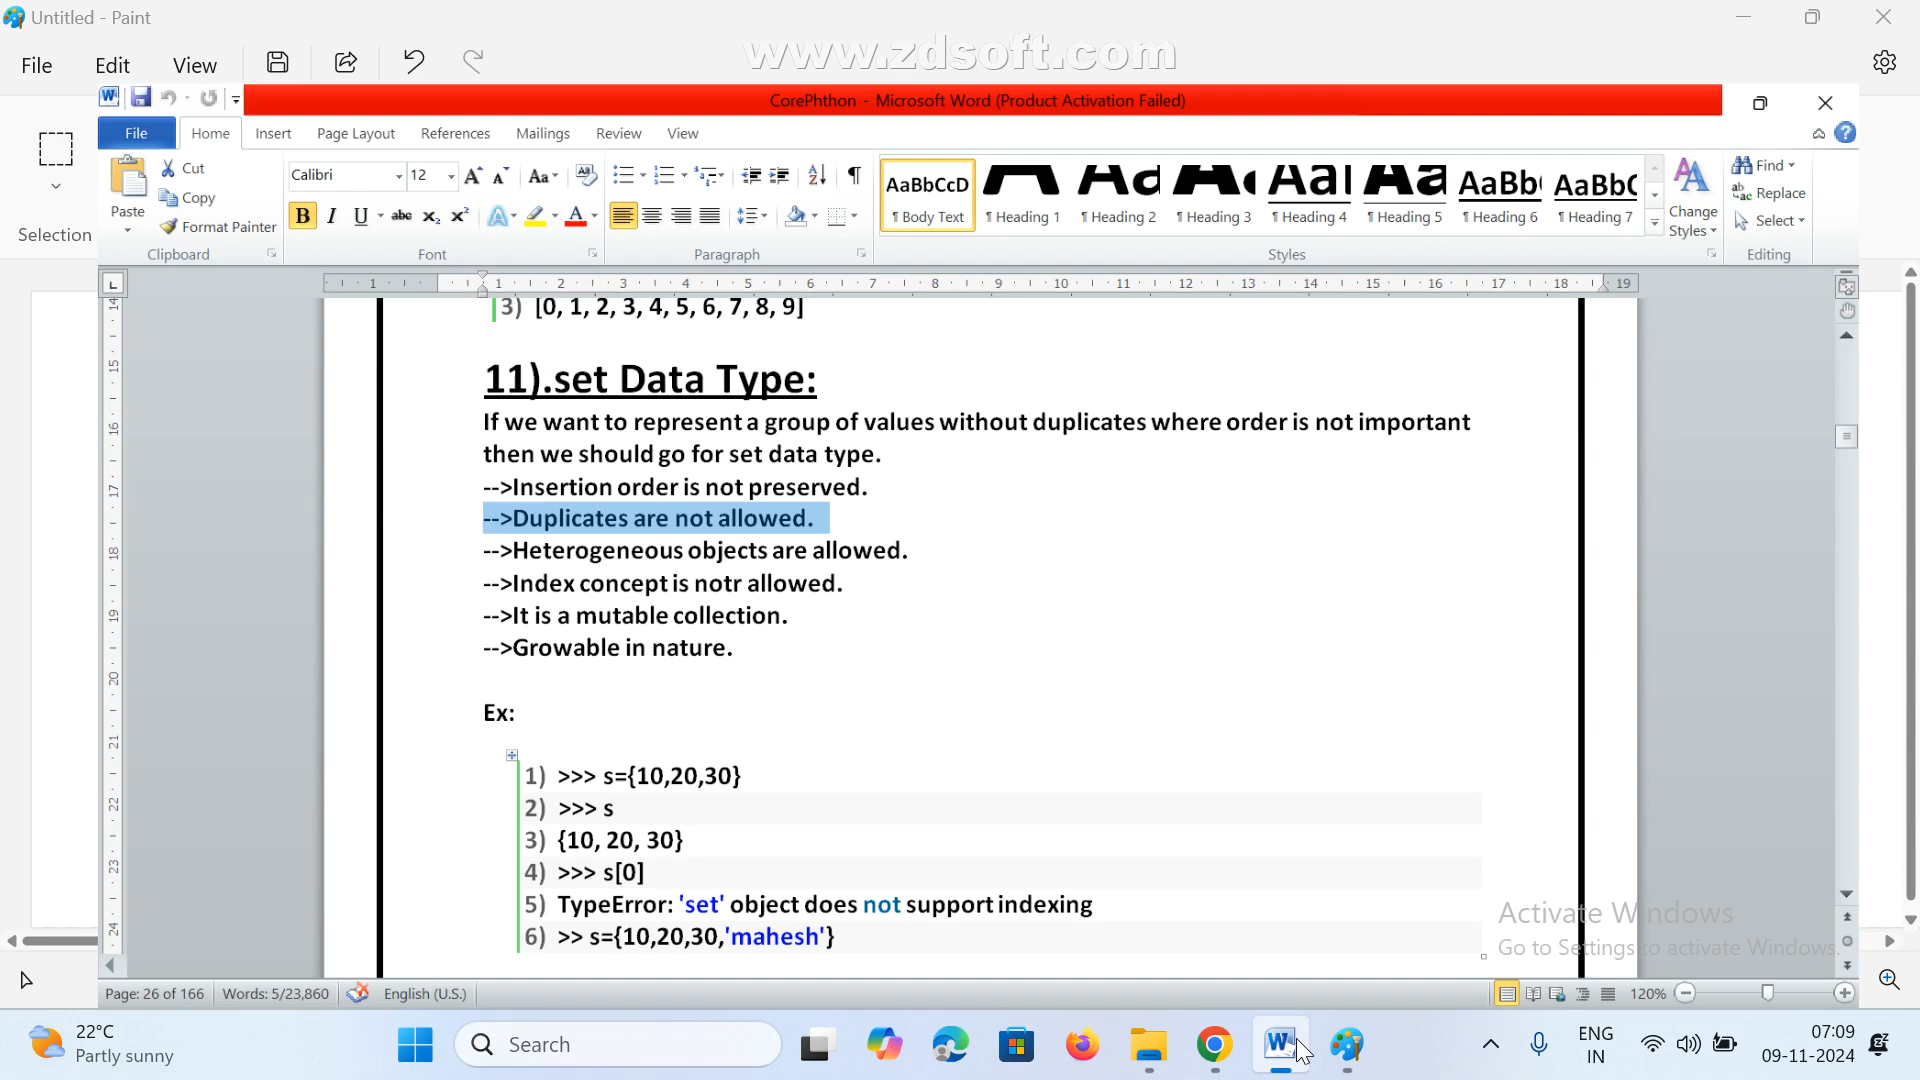 Untitled - Paint
www.zdsoft.com
File Edit View
CorePhthon - Microsoft Word (Product Activation Failed)
File Home Insert Page Layout References Mailings Review View
Selection
Paste
Cut
Copy
Format Painter
Clipboard
Calibri 12
Font
Paragraph
AaBbCcD
¶ Body Text ¶ Heading 1 ¶ Heading 2 ¶ Heading 3 ¶ Heading 4 ¶ Heading 5 ¶ Heading 6 ¶ Heading 7
Styles
Change Styles
Find
Replace
Select
Editing
3) [0, 1, 2, 3, 4, 5, 6, 7, 8, 9]
11).set Data Type:
If we want to represent a group of values without duplicates where order is not important
then we should go for set data type.
-->Insertion order is not preserved.
-->Duplicates are not allowed.
-->Heterogeneous objects are allowed.
-->Index concept is notr allowed.
-->It is a mutable collection.
-->Growable in nature.
Ex:
1) >>> s={10,20,30}
2) >>> s
3) {10, 20, 30}
4) >>> s[0]
5) TypeError: 'set' object does not support indexing
6) >> s={10,20,30,'mahesh'}
Activate Windows
Go to Settings to activate Windows.
Page: 26 of 166 Words: 5/23,860 English (U.S.) 120%
22°C
Partly sunny
Search
ENG
IN
07:09
09-11-2024